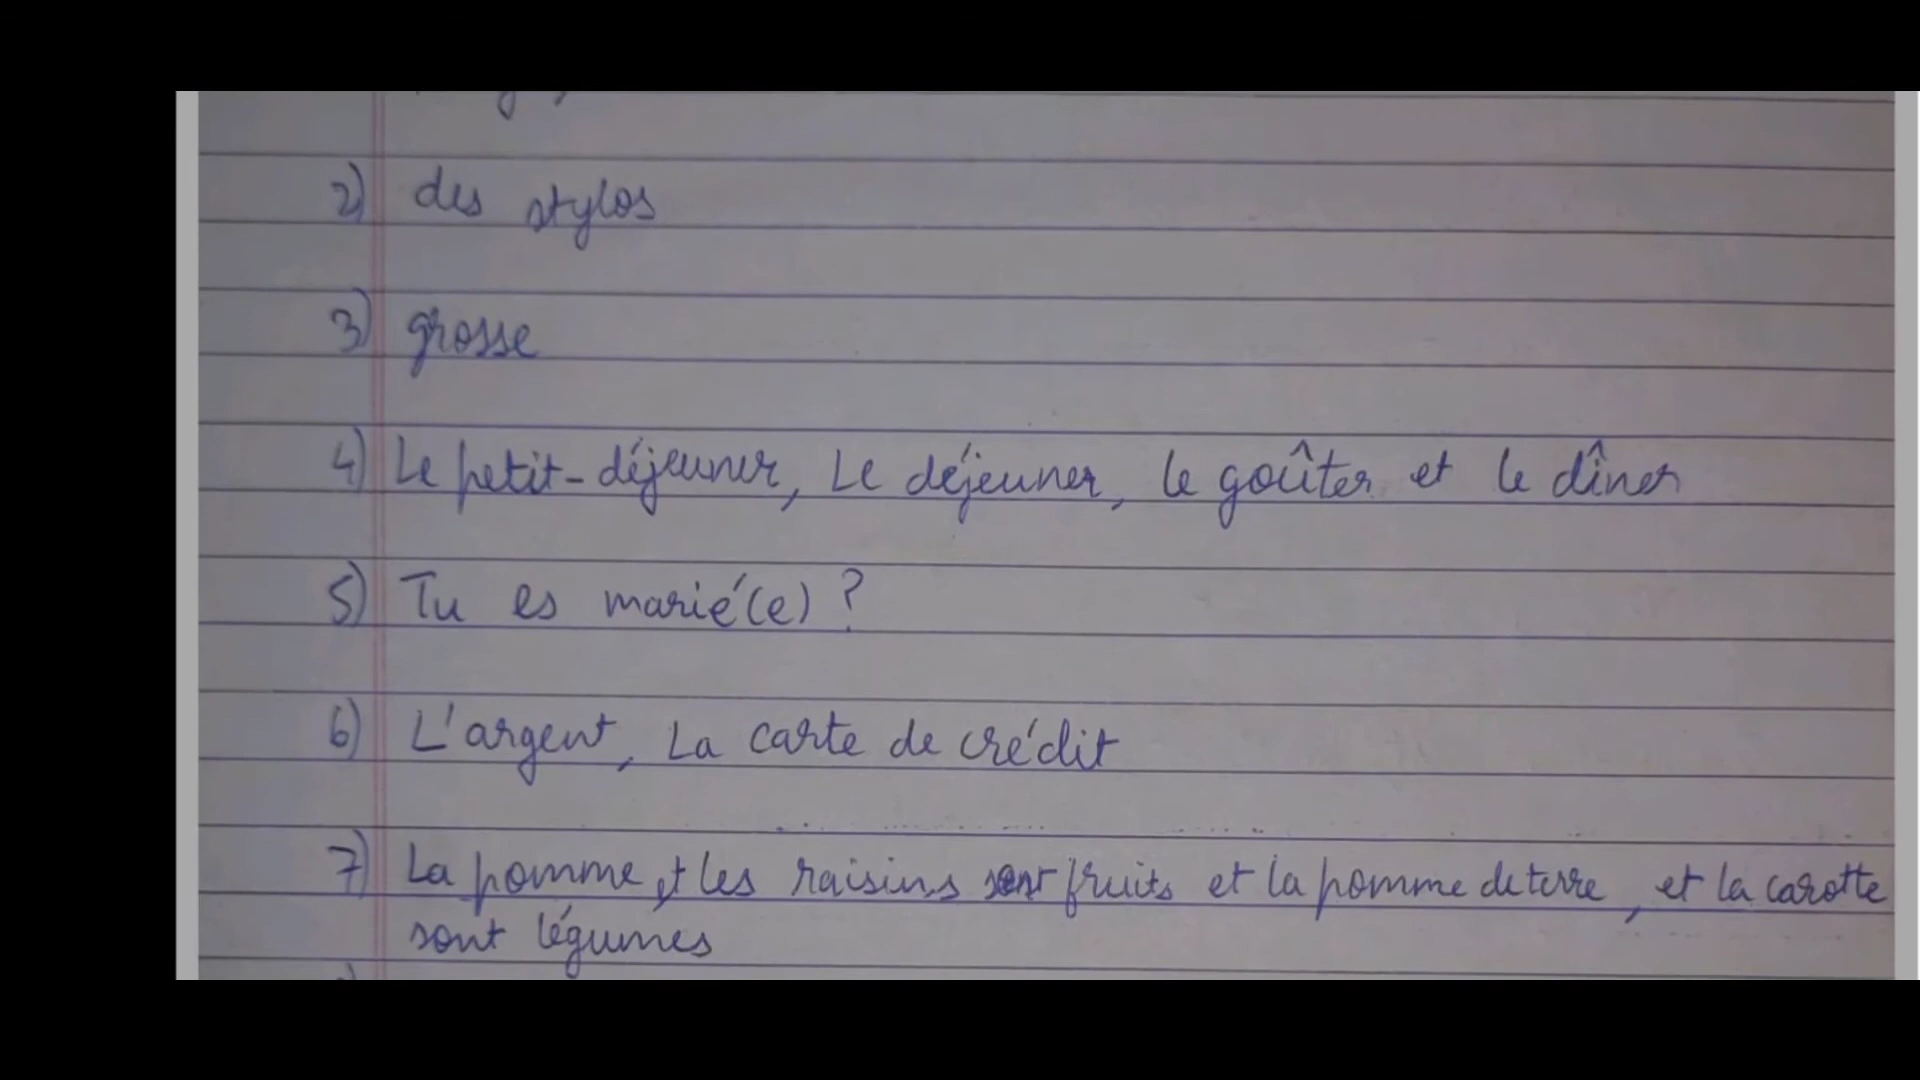 2) des stylos
3) grosse
4) Le petit-déjeuner, Le déjeuner, le goûter et le dîner
5) Tu es marié(e) ?
6) L'argent, La carte de crédit
7) La pomme, et les raisins sont fruits et la pomme de terre, et la carotte
sont légumes